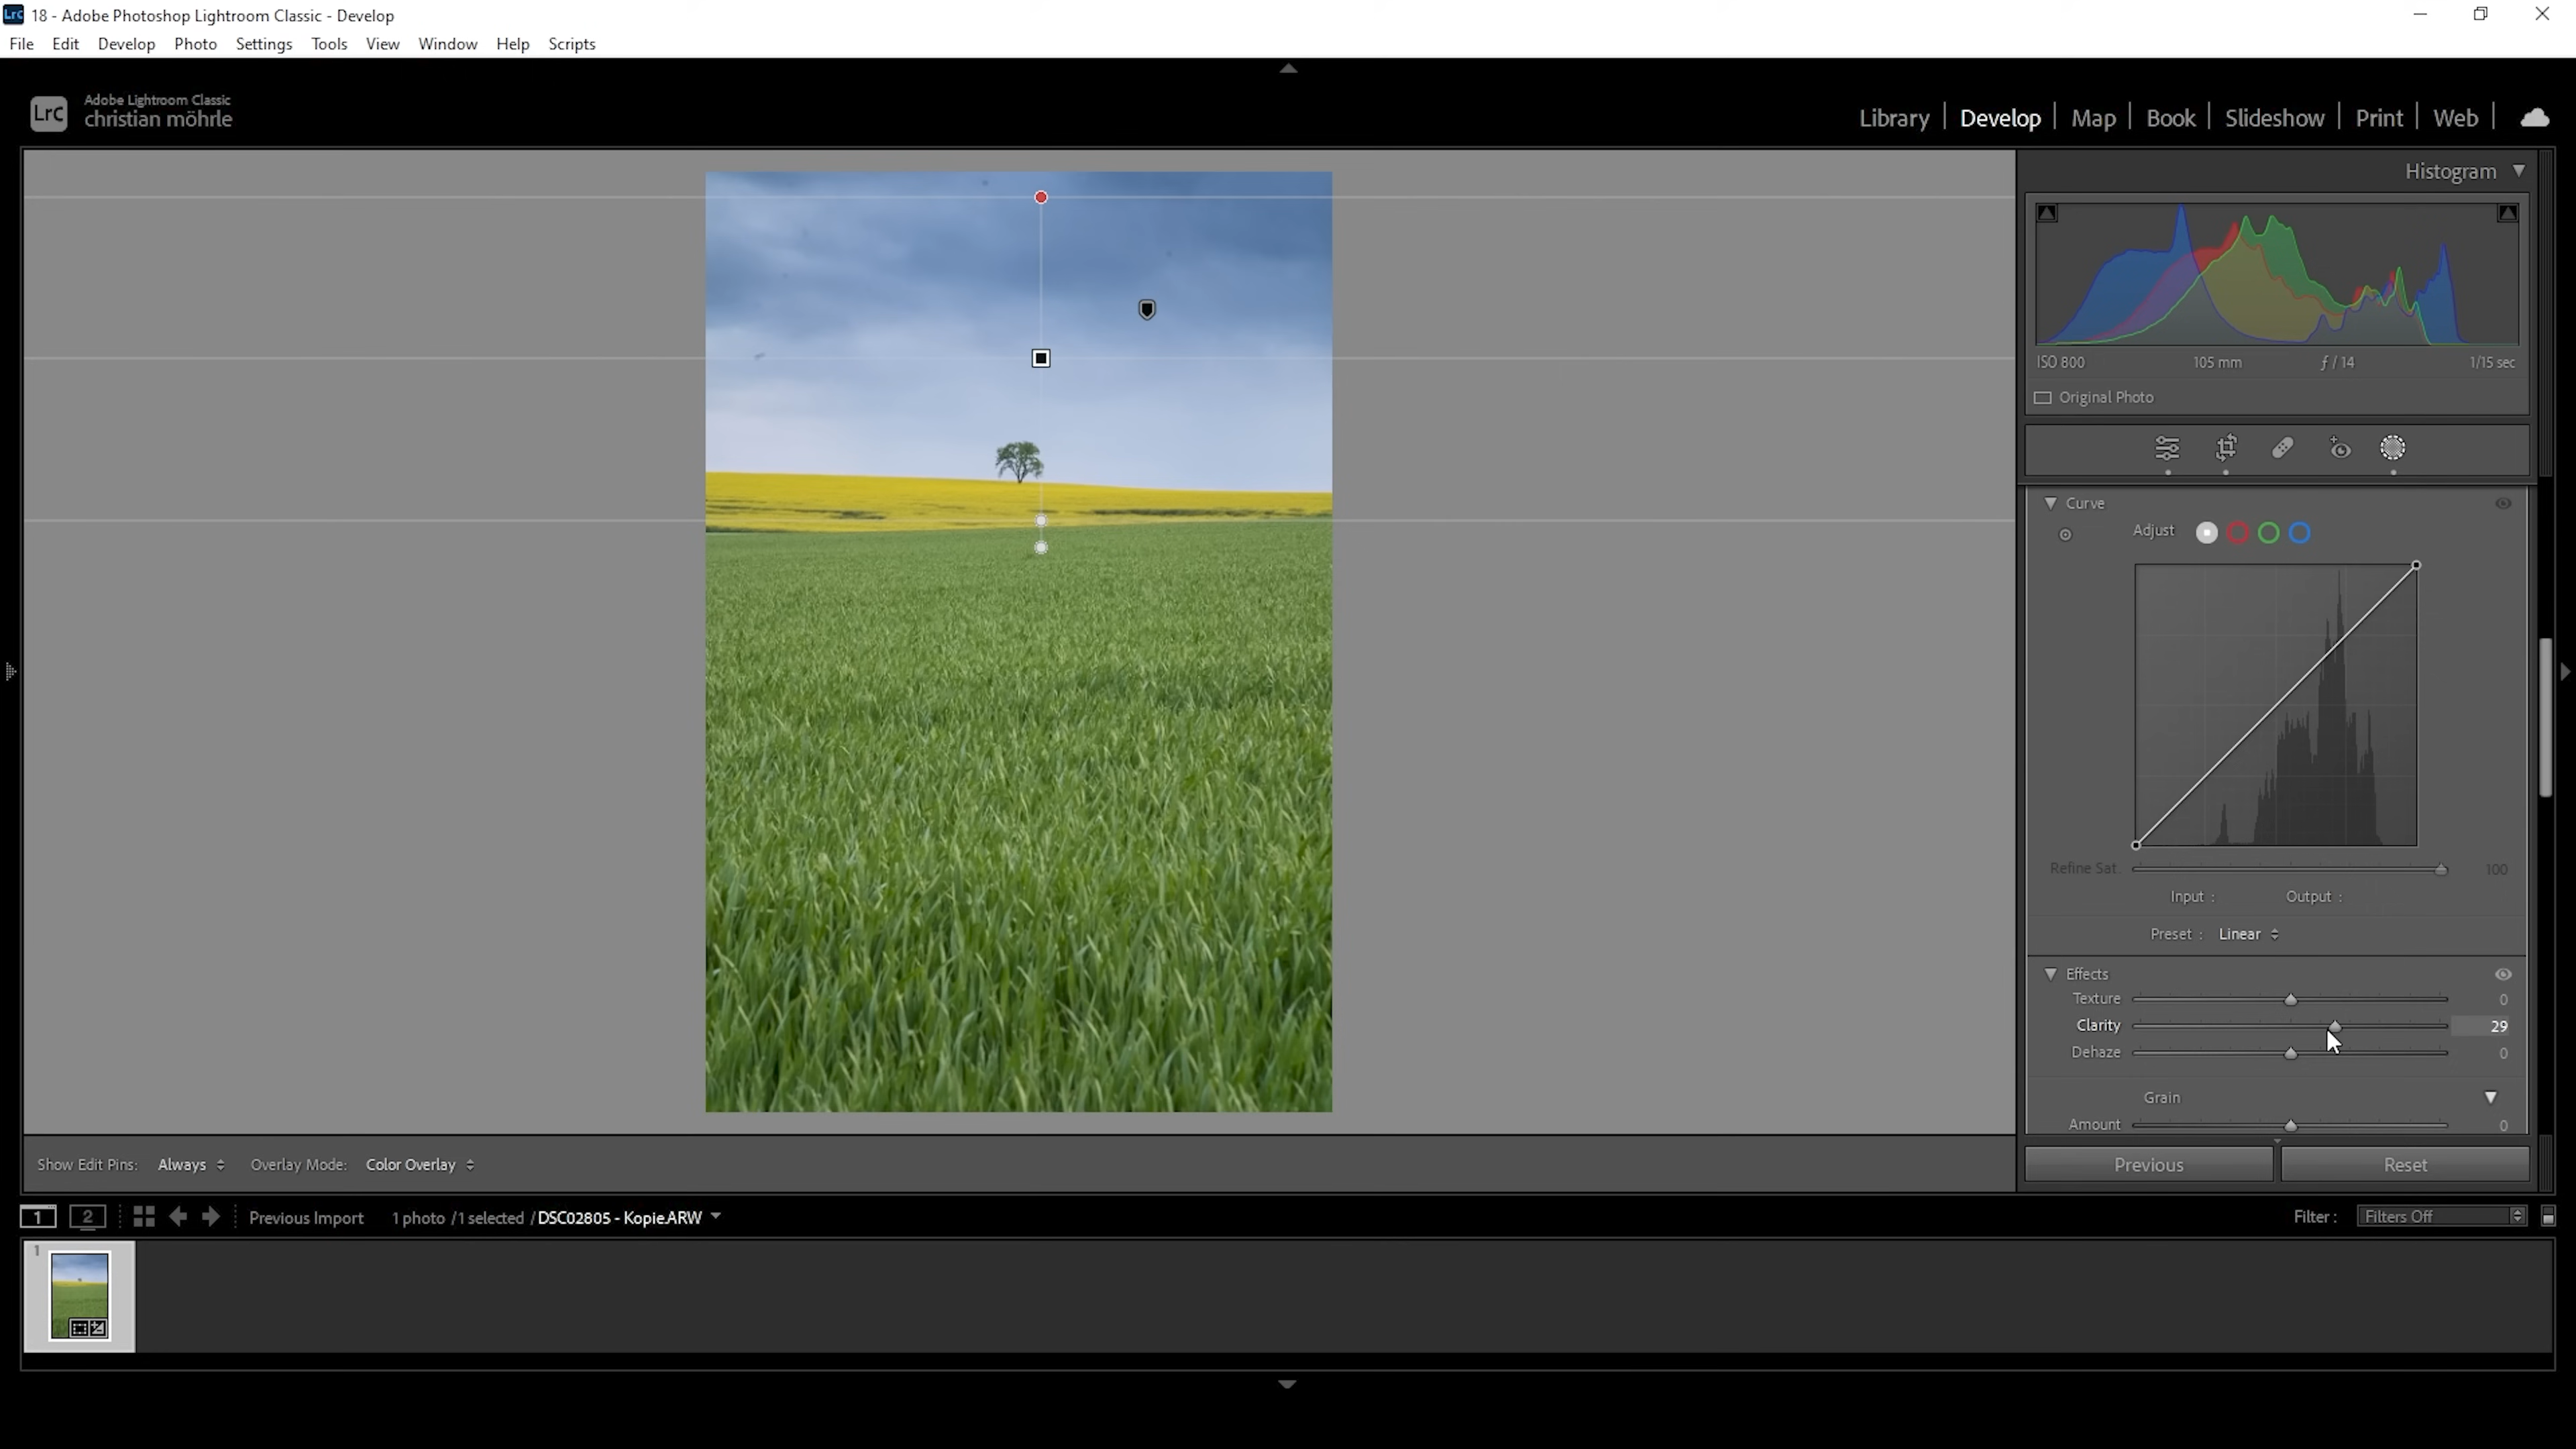 Lrc 18 - Adobe Photoshop Lightroom Classic - Develop
File Edit Develop Photo Settings Tools View Window Help Scripts
Lrc Adobe Lightroom Classic
christian möhrle
Library Develop Map Book Slideshow Print Web
Histogram
ISO 800 105 mm ƒ / 14 1/15 sec
Original Photo
Curve
Adjust
Refine Sat. 100
Input : Output :
Preset : Linear
Effects
Texture 0
Clarity 29
Dehaze 0
Grain
Amount 0
Show Edit Pins: Always Overlay Mode: Color Overlay
Previous Reset
1 2 Previous Import 1 photo / 1 selected / DSC02805 - Kopie.ARW Filter : Filters Off
1